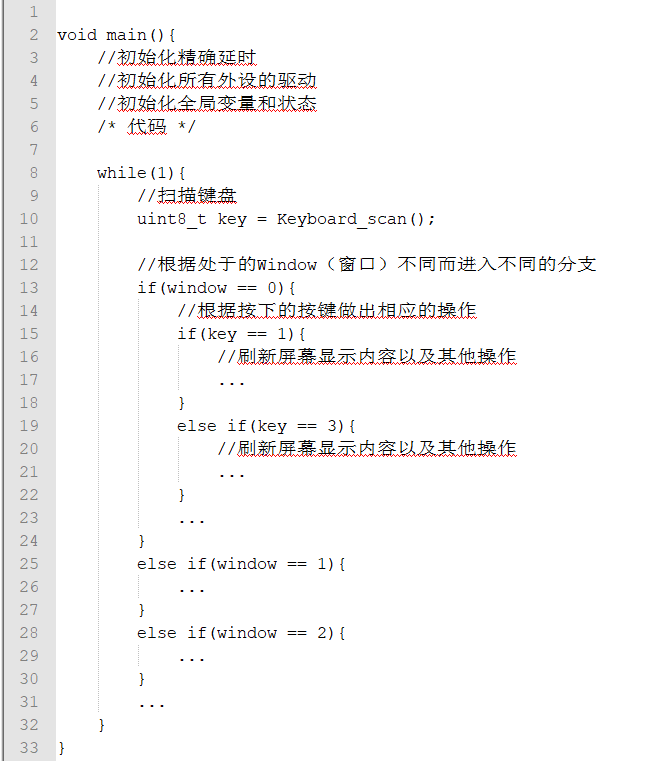 1
2 void main(){
3     //初始化精确延时
4     //初始化所有外设的驱动
5     //初始化全局变量和状态
6     /* 代码 */
7
8     while(1){
9         //扫描键盘
10         uint8_t key = Keyboard_scan();
11
12         //根据处于的Window（窗口）不同而进入不同的分支
13         if(window == 0){
14             //根据按下的按键做出相应的操作
15             if(key == 1){
16                 //刷新屏幕显示内容以及其他操作
17                 ...
18             }
19             else if(key == 3){
20                 //刷新屏幕显示内容以及其他操作
21                 ...
22             }
23             ...
24         }
25         else if(window == 1){
26             ...
27         }
28         else if(window == 2){
29             ...
30         }
31         ...
32     }
33 }